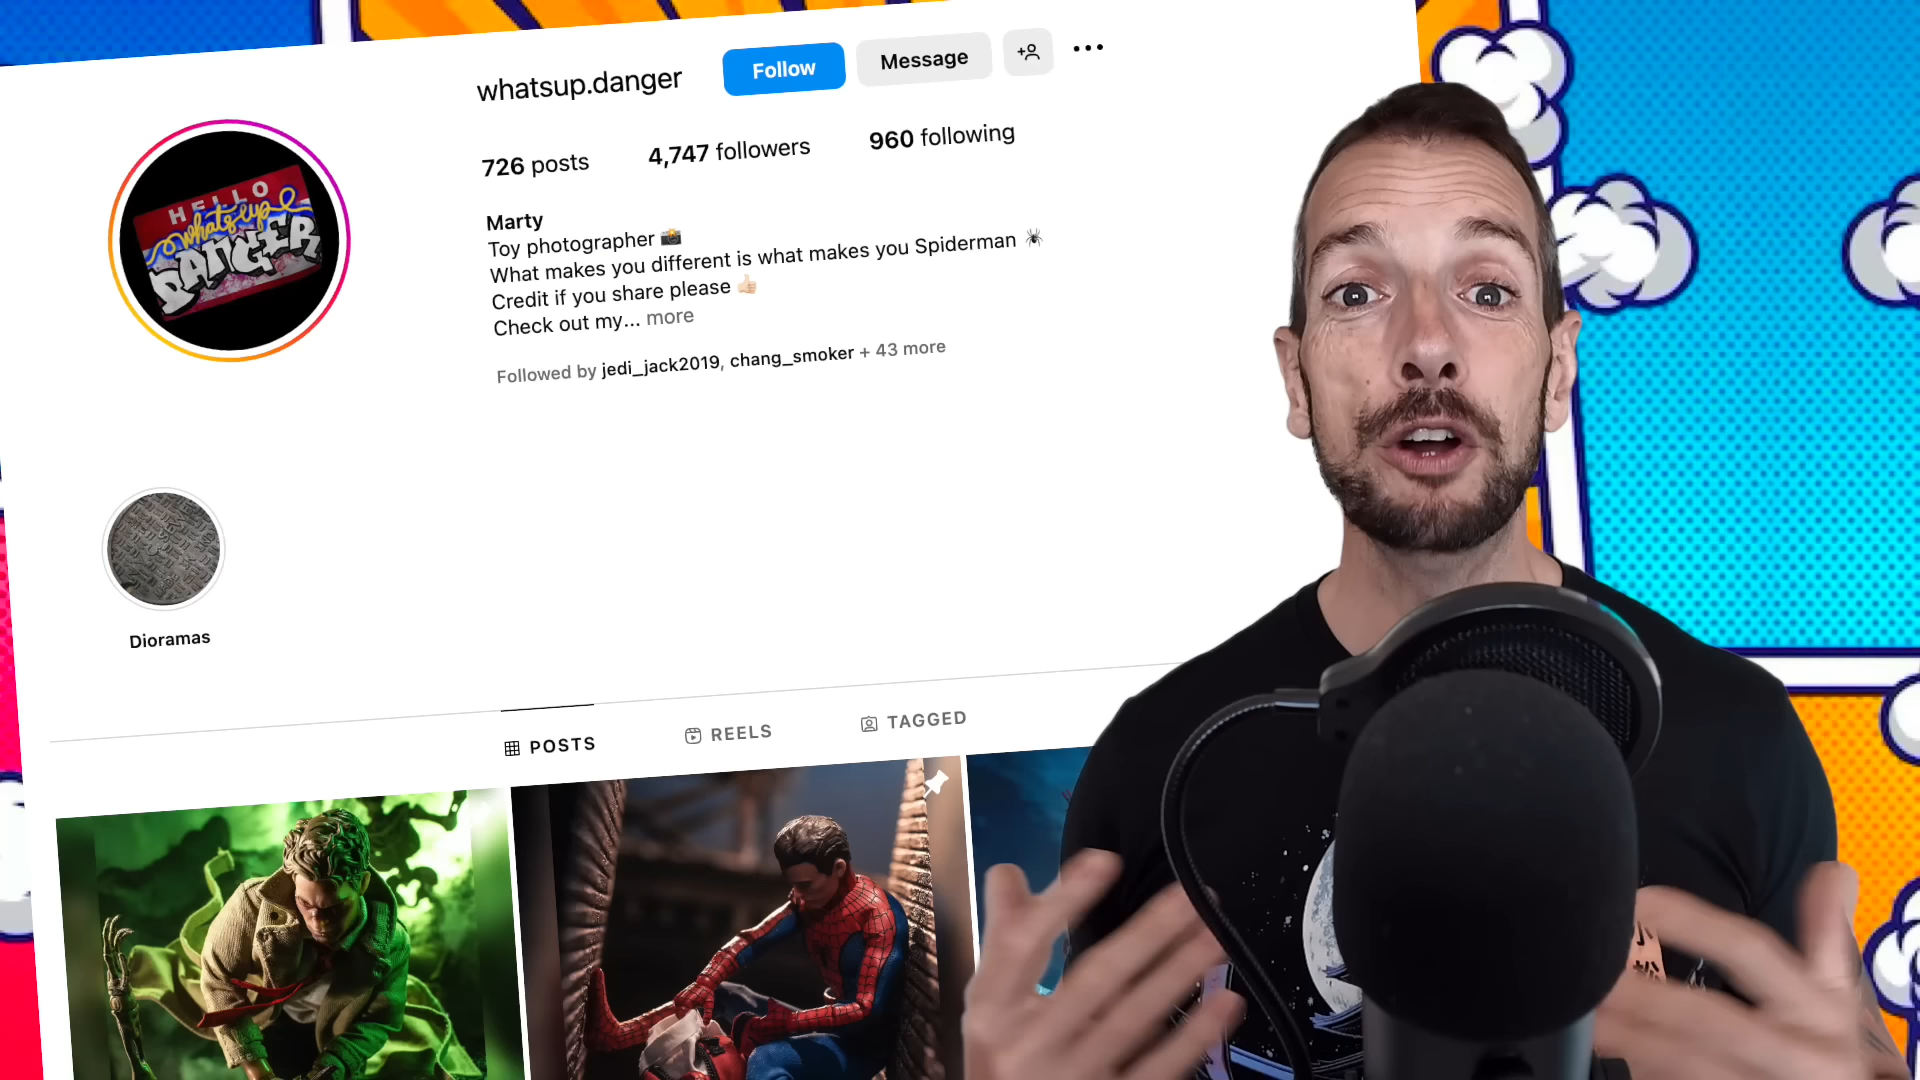 whatsup.danger
Follow
Message
726 posts
4,747 followers
960 following
HELLO
whatsup
DANGER
Marty
Toy photographer 📸
What makes you different is what makes you Spiderman 🕷
Credit if you share please 👍🏻
Check out my... more
Followed by jedi_jack2019, chang_smoker + 43 more
Dioramas
POSTS
REELS
TAGGED